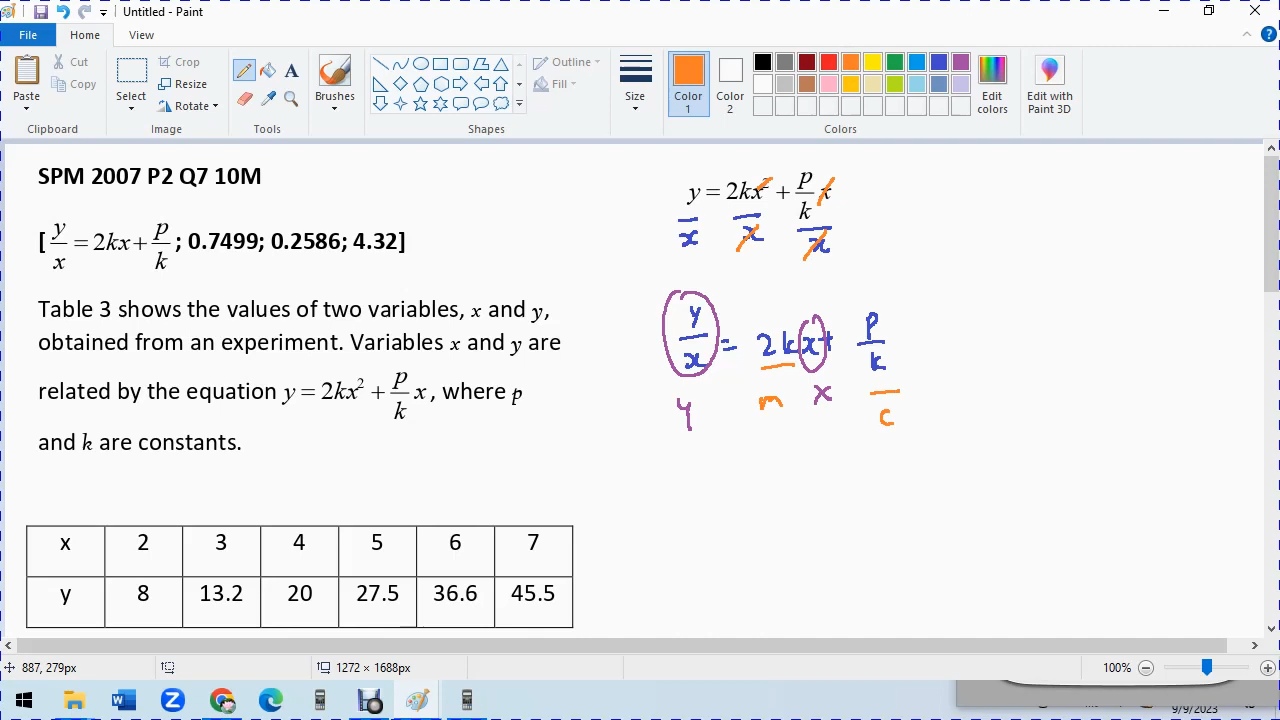 Untitled - Paint
File Home View
Cut
Copy
Paste
Clipboard
Select
Crop
Resize
Rotate
Image
A
Tools
Brushes
Outline
Fill
Shapes
Size
Color 1
Color 2
Edit colors
Edit with Paint 3D
Colors
SPM 2007 P2 Q7 10M
[ y/x = 2kx + p/k ; 0.7499; 0.2586; 4.32]
Table 3 shows the values of two variables, x and y,
obtained from an experiment. Variables x and y are
related by the equation y = 2kx² + p/k x, where p
and k are constants.
x 2 3 4 5 6 7
y 8 13.2 20 27.5 36.6 45.5
y = 2kx² + p/k x
x x x
y/x = 2kx + p/k
Y m x c
887, 279px
1272 × 1688px
100%
9/9/2023